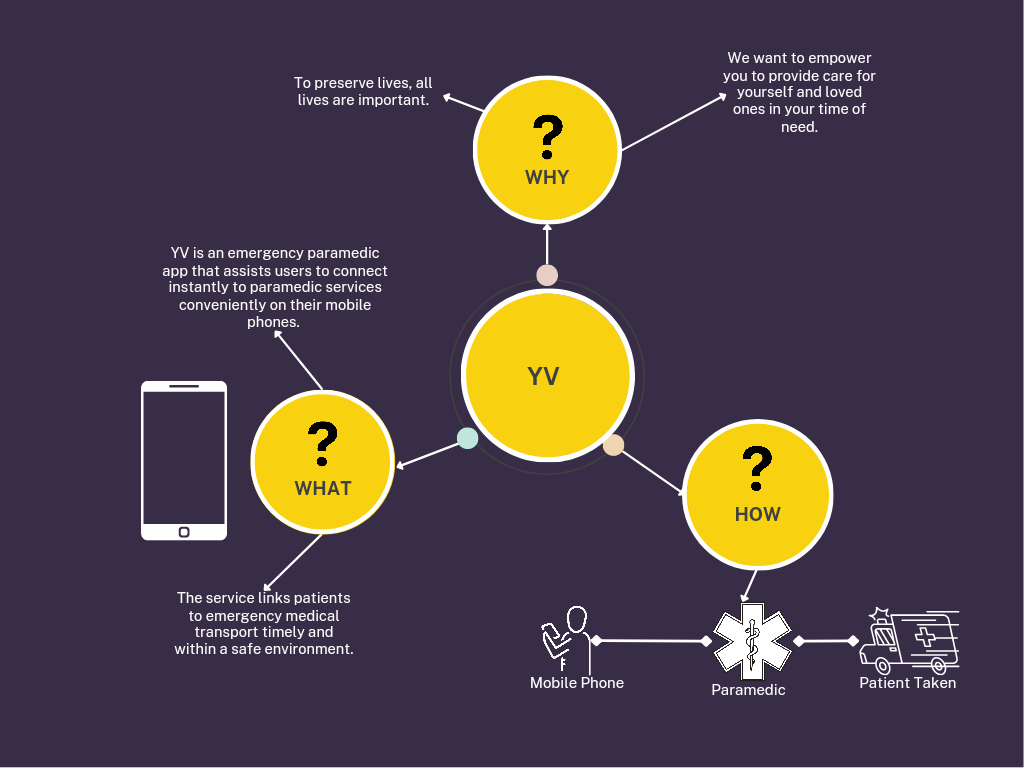 To preserve lives, all
lives are important.
We want to empower
you to provide care for
yourself and loved
ones in your time of
need.
?
WHY
YV is an emergency paramedic
app that assists users to connect
instantly to paramedic services
conveniently on their mobile
phones.
YV
?
WHAT
?
HOW
The service links patients
to emergency medical
transport timely and
within a safe environment.
Mobile Phone
Paramedic
Patient Taken